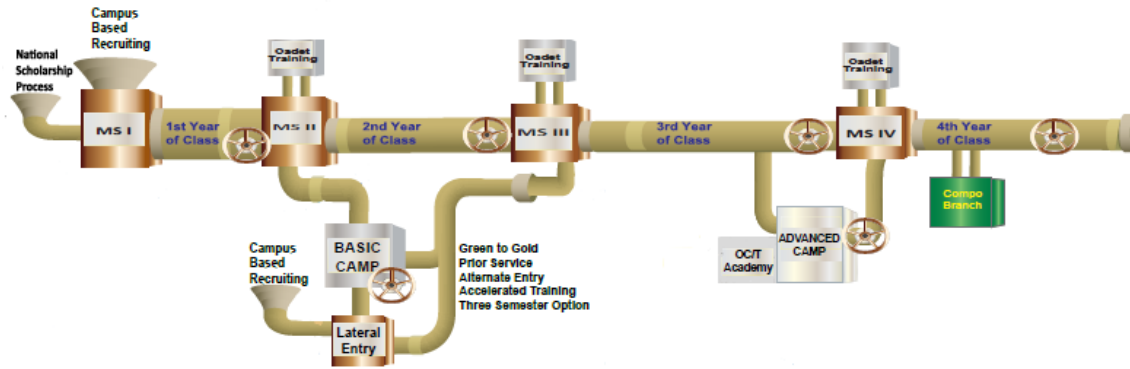 Campus
Based
Recruiting
National
Scholarship
Process
MS I
1st Year
of Class
Cadet
Training
MS II
2nd Year
of Class
Cadet
Training
MS III
3rd Year
of Class
Cadet
Training
MS IV
4th Year
of Class
Compo
Branch
BASIC
CAMP
Campus
Based
Recruiting
Lateral
Entry
Green to Gold
Prior Service
Alternate Entry
Accelerated Training
Three Semester Option
OC/T
Academy
ADVANCED
CAMP